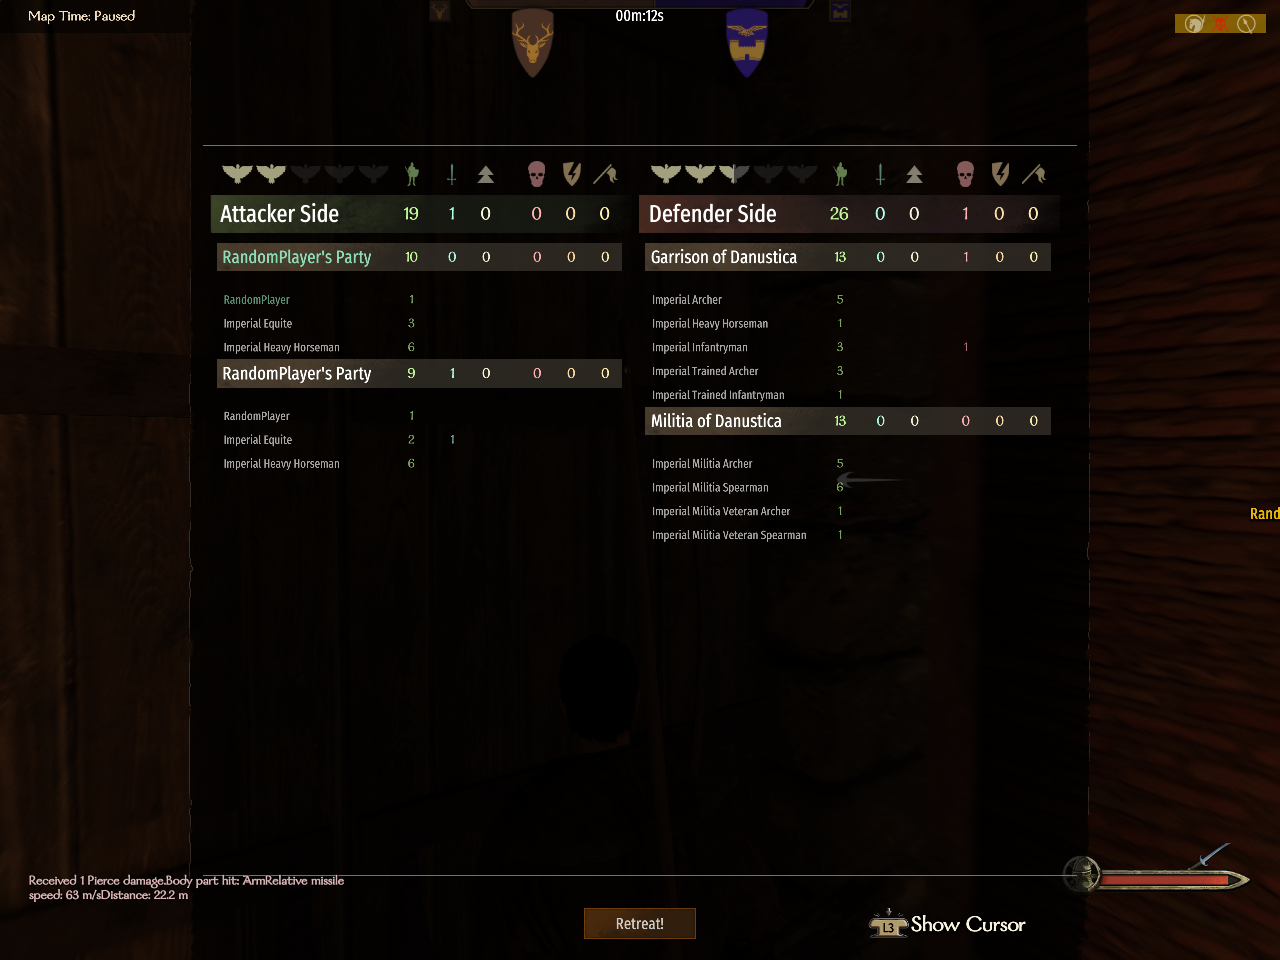 Map Time: Paused
00m:12s
Attacker Side 19 1 0 0 0 0
RandomPlayer's Party 10 0 0 0 0 0
RandomPlayer 1
Imperial Equite 3
Imperial Heavy Horseman 6
RandomPlayer's Party 9 1 0 0 0 0
RandomPlayer 1
Imperial Equite 2 1
Imperial Heavy Horseman 6
Defender Side 26 0 0 1 0 0
Garrison of Danustica 13 0 0 1 0 0
Imperial Archer 5
Imperial Heavy Horseman 1
Imperial Infantryman 3 1
Imperial Trained Archer 3
Imperial Trained Infantryman 1
Militia of Danustica 13 0 0 0 0 0
Imperial Militia Archer 5
Imperial Militia Spearman 6
Imperial Militia Veteran Archer 1
Imperial Militia Veteran Spearman 1
Rand
Received 1 Pierce damage.Body part hit: ArmRelative missile
speed: 63 m/sDistance: 22.2 m
Retreat!
L3 Show Cursor